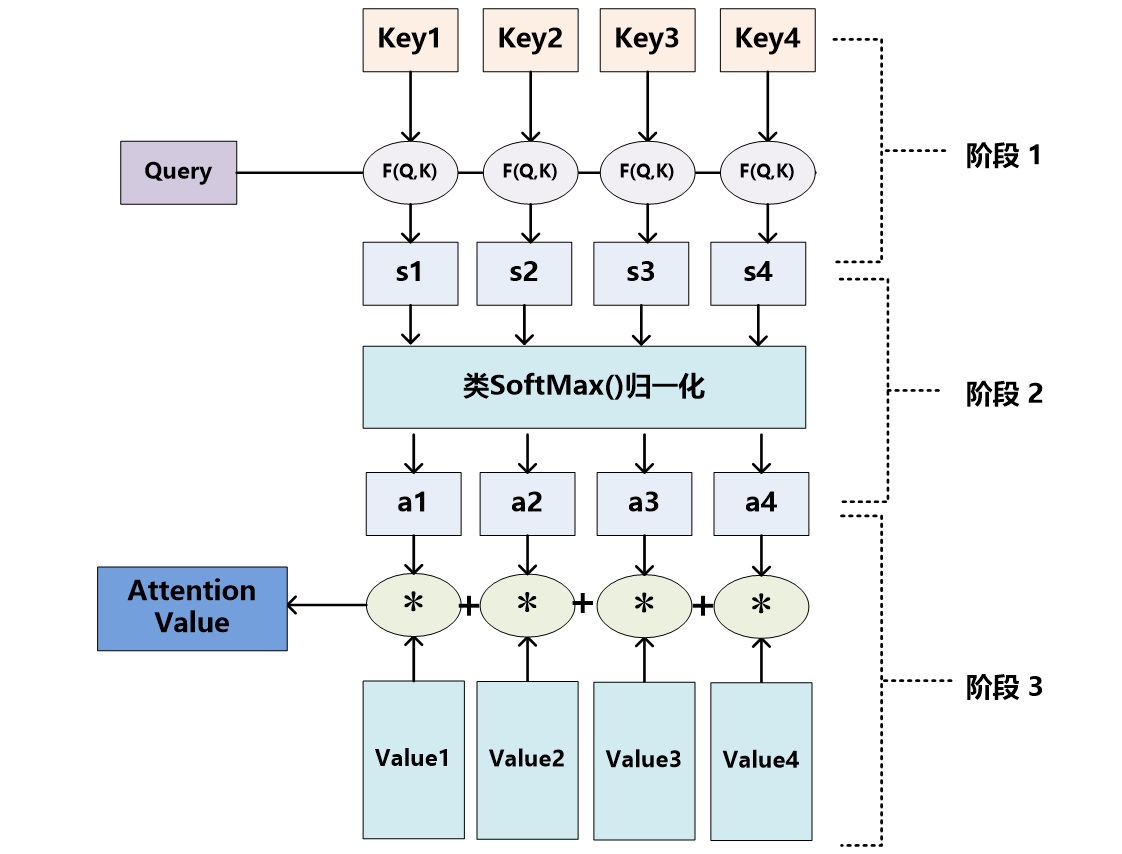 Key1 Key2 Key3 Key4
阶段 1
Query F(Q,K) F(Q,K) F(Q,K) F(Q,K)
s1 s2 s3 s4
类SoftMax()归一化
阶段 2
a1 a2 a3 a4
Attention
Value
* + * + * + *
阶段 3
Value1 Value2 Value3 Value4